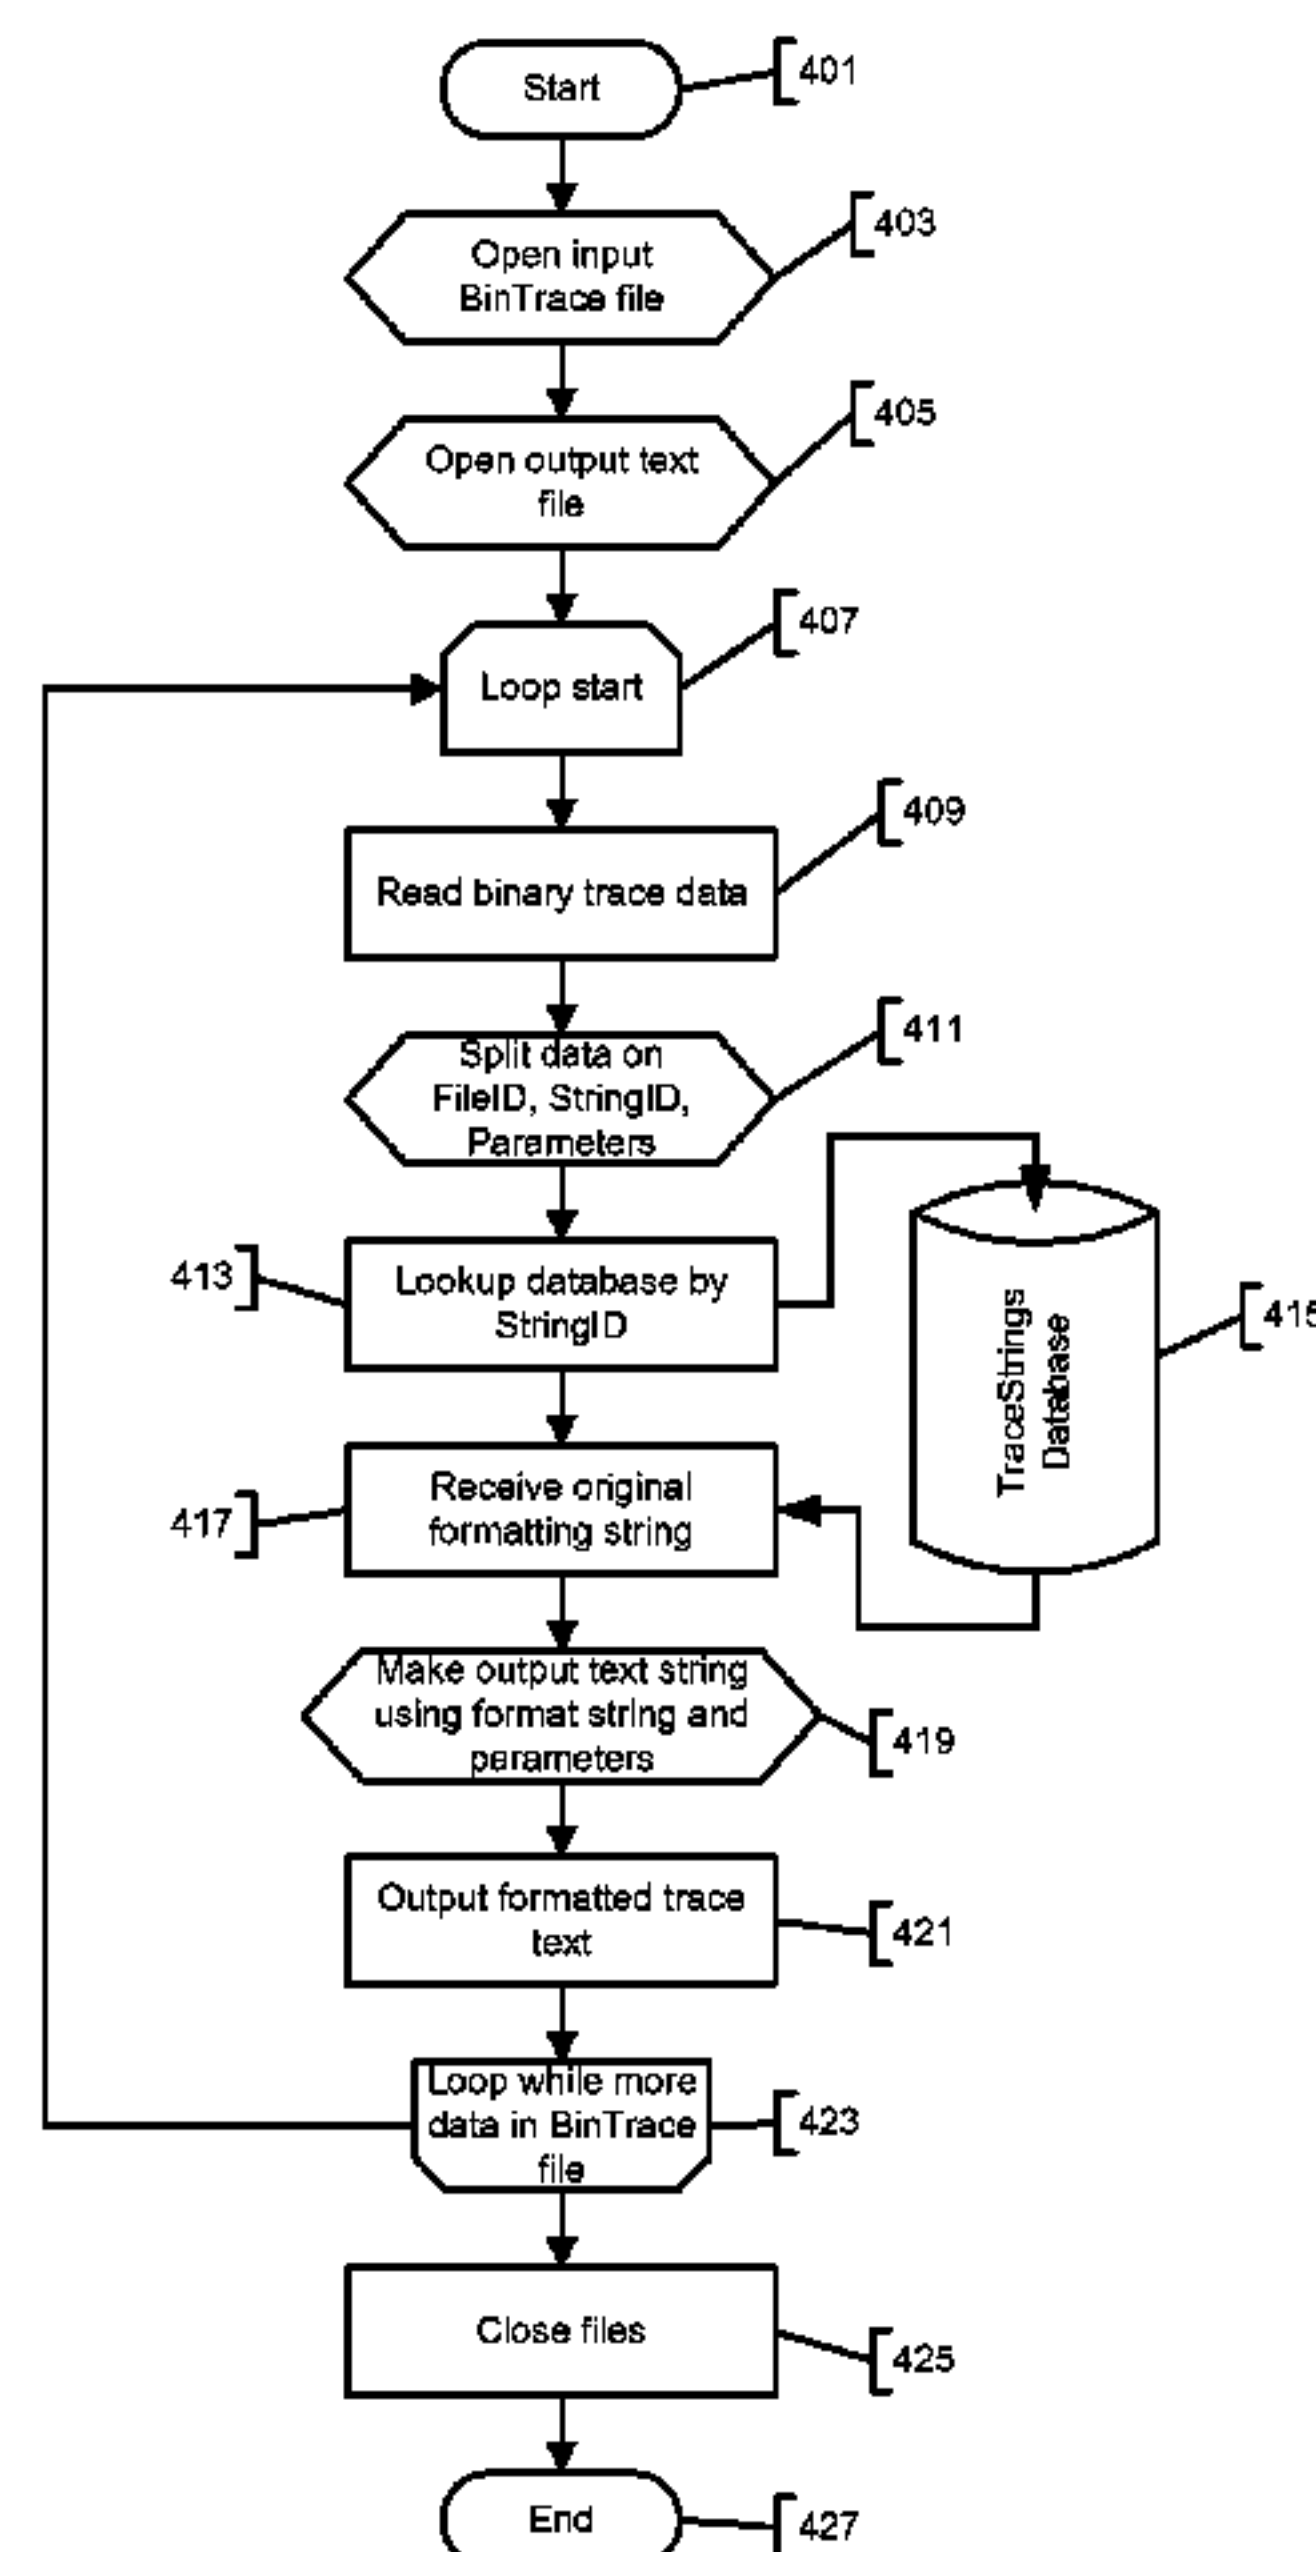 Start
401
Open input
BinTrace file
403
Open output text
file
405
Loop start
407
Read binary trace data
409
Split data on
FileID, StringID,
Parameters
411
413
Lookup database by
StringID
TraceStrings
Database
415
417
Receive original
formatting string
Make output text string
using format string and
parameters
419
Output formatted trace
text
421
Loop while more
data in BinTrace
file
423
Close files
425
End
427